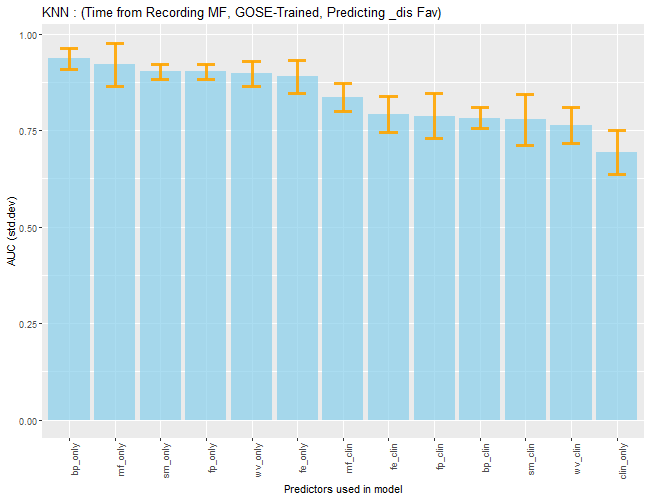 KNN : (Time from Recording MF, GOSE-Trained, Predicting _dis Fav)
AUC (std.dev)
1.00
0.75
0.50
0.25
0.00
bp_only
mf_only
sm_only
fp_only
wv_only
fe_only
mf_clin
fe_clin
fp_clin
bp_clin
sm_clin
wv_clin
clin_only
Predictors used in model